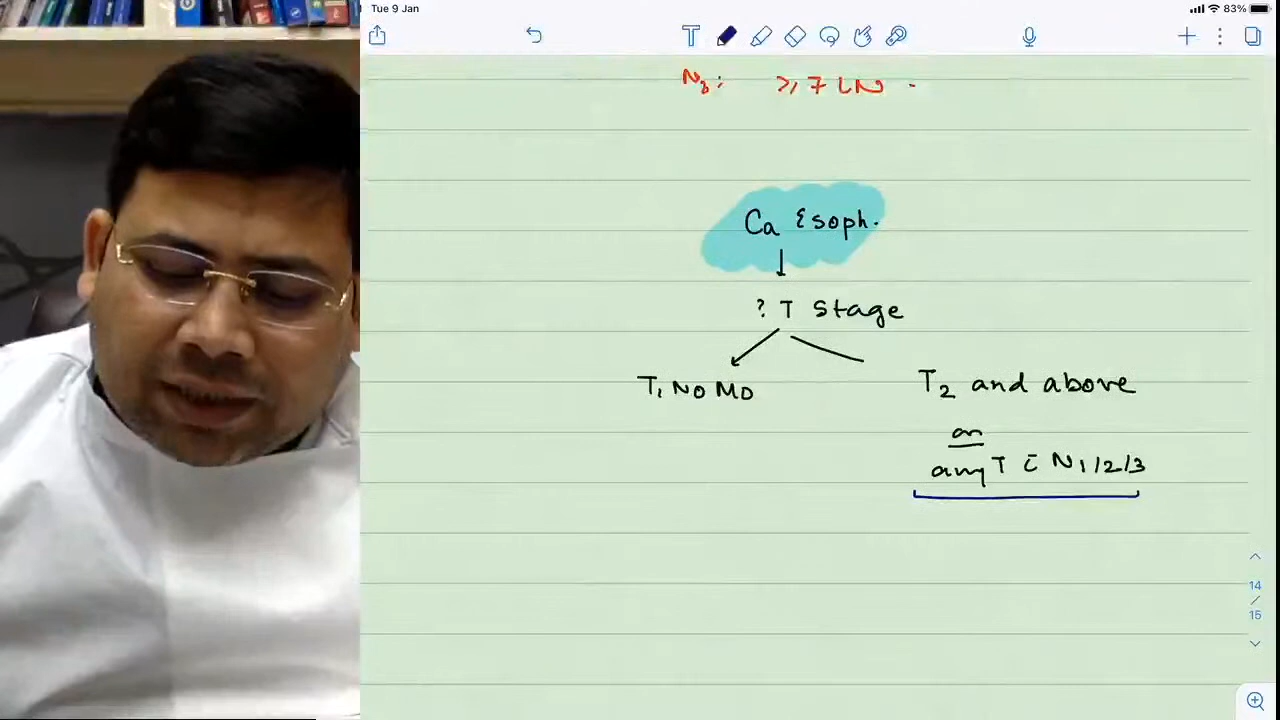 Tue 9 Jan
83%
N3: ≥ 7 LN
Ca Esoph.
? T Stage
T1 N0 M0
T2 and above
or
any T c̄ N1/2/3
14
/
15